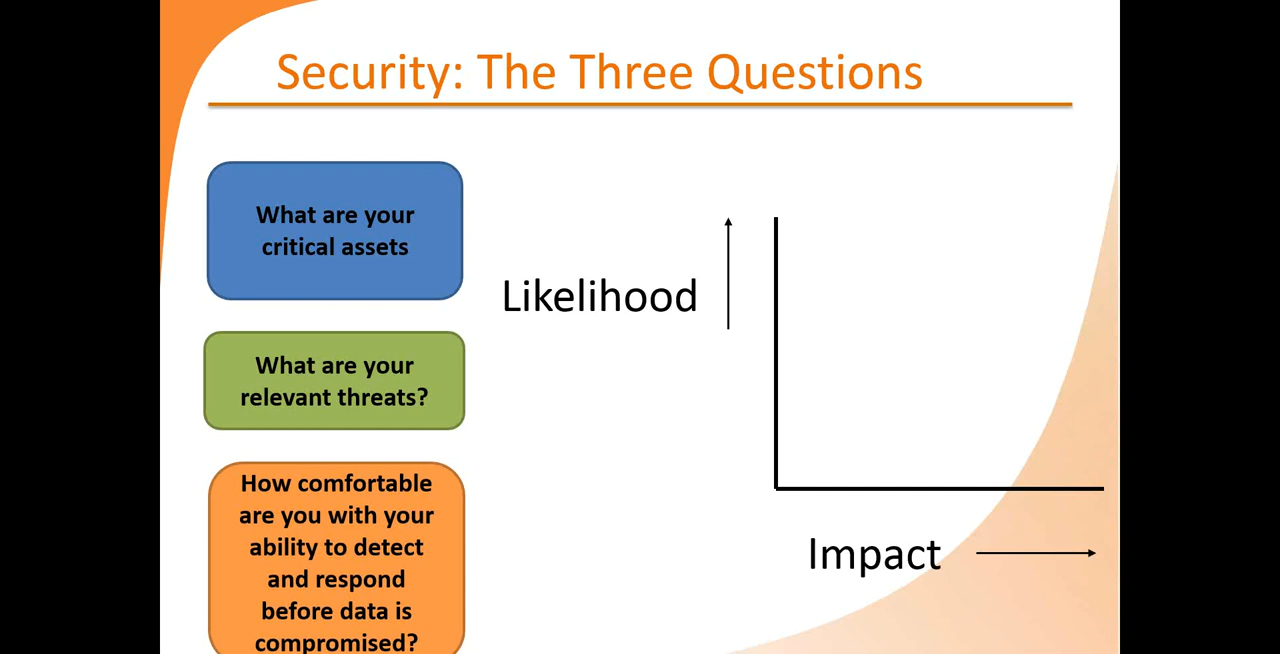 Security: The Three Questions
What are your
critical assets
What are your
relevant threats?
How comfortable
are you with your
ability to detect
and respond
before data is
compromised?
Likelihood
Impact